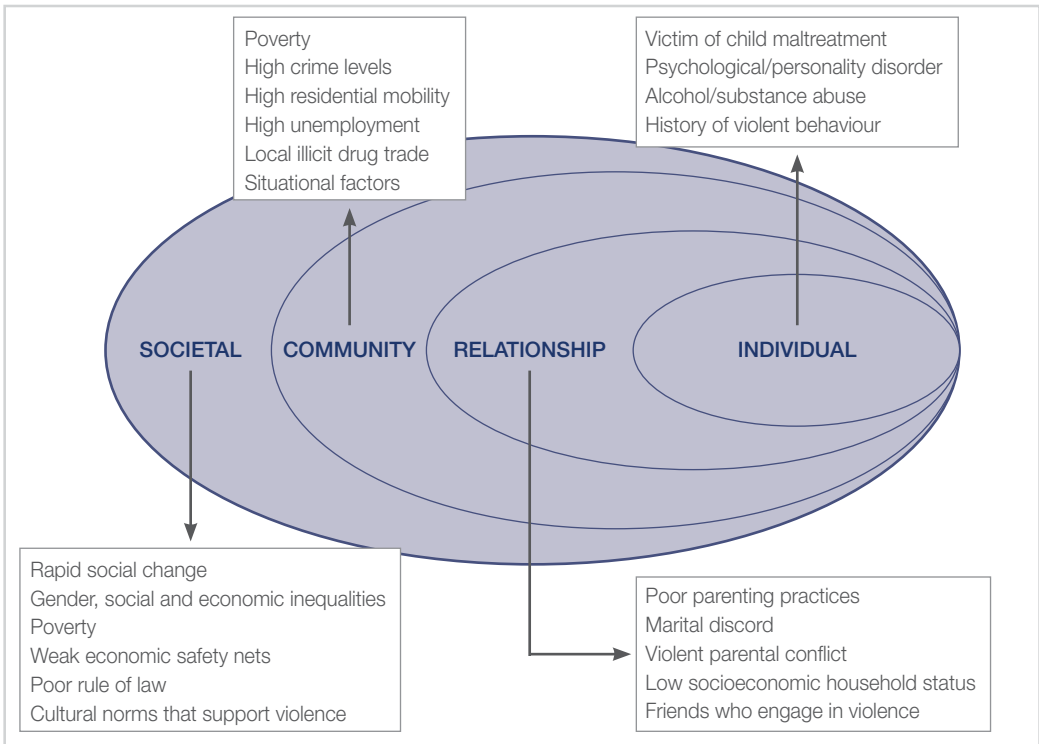 Poverty
High crime levels
High residential mobility
High unemployment
Local illicit drug trade
Situational factors
Victim of child maltreatment
Psychological/personality disorder
Alcohol/substance abuse
History of violent behaviour
SOCIETAL
COMMUNITY
RELATIONSHIP
INDIVIDUAL
Rapid social change
Gender, social and economic inequalities
Poverty
Weak economic safety nets
Poor rule of law
Cultural norms that support violence
Poor parenting practices
Marital discord
Violent parental conflict
Low socioeconomic household status
Friends who engage in violence